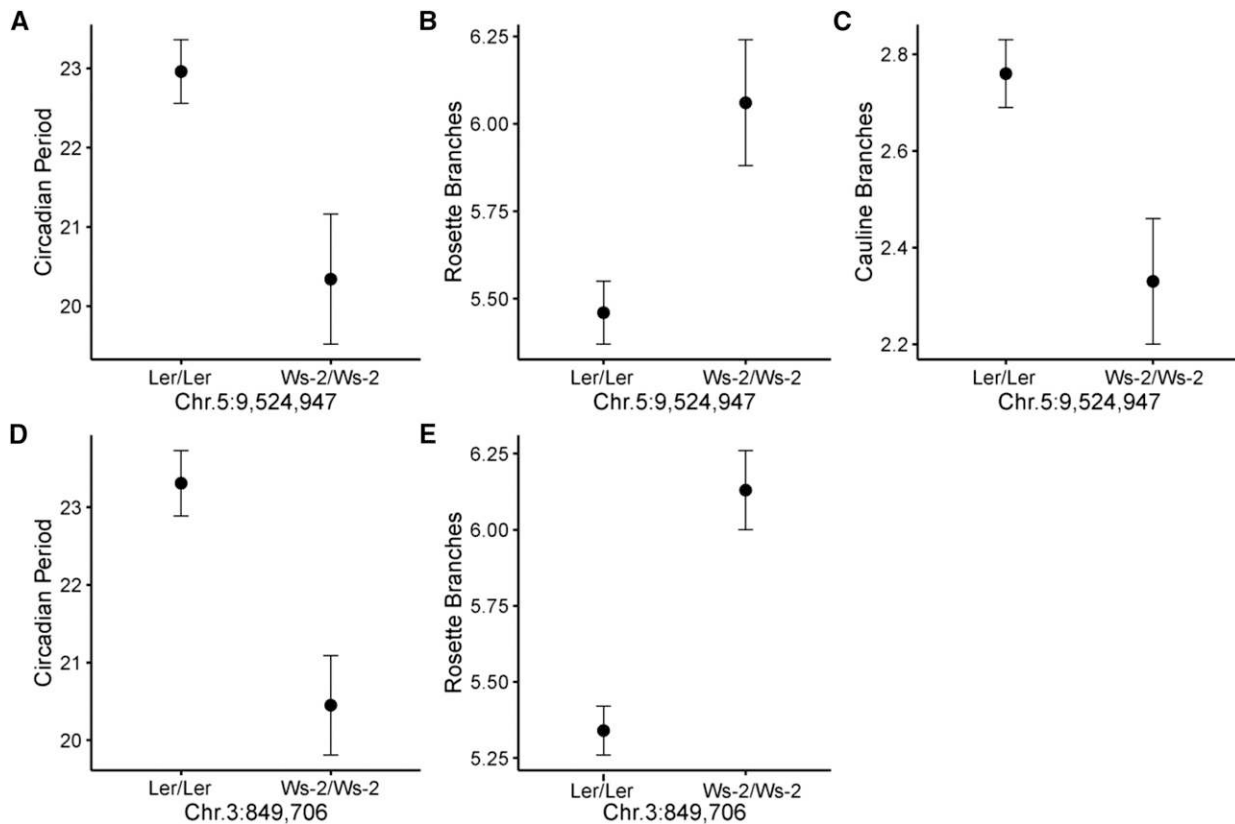 A
Circadian Period
23
22
21
20
Ler/Ler Ws-2/Ws-2
Chr.5:9,524,947
B
Rosette Branches
6.25
6.00
5.75
5.50
Ler/Ler Ws-2/Ws-2
Chr.5:9,524,947
C
Cauline Branches
2.8
2.6
2.4
2.2
Ler/Ler Ws-2/Ws-2
Chr.5:9,524,947
D
Circadian Period
23
22
21
20
Ler/Ler Ws-2/Ws-2
Chr.3:849,706
E
Rosette Branches
6.25
6.00
5.75
5.50
5.25
Ler/Ler Ws-2/Ws-2
Chr.3:849,706